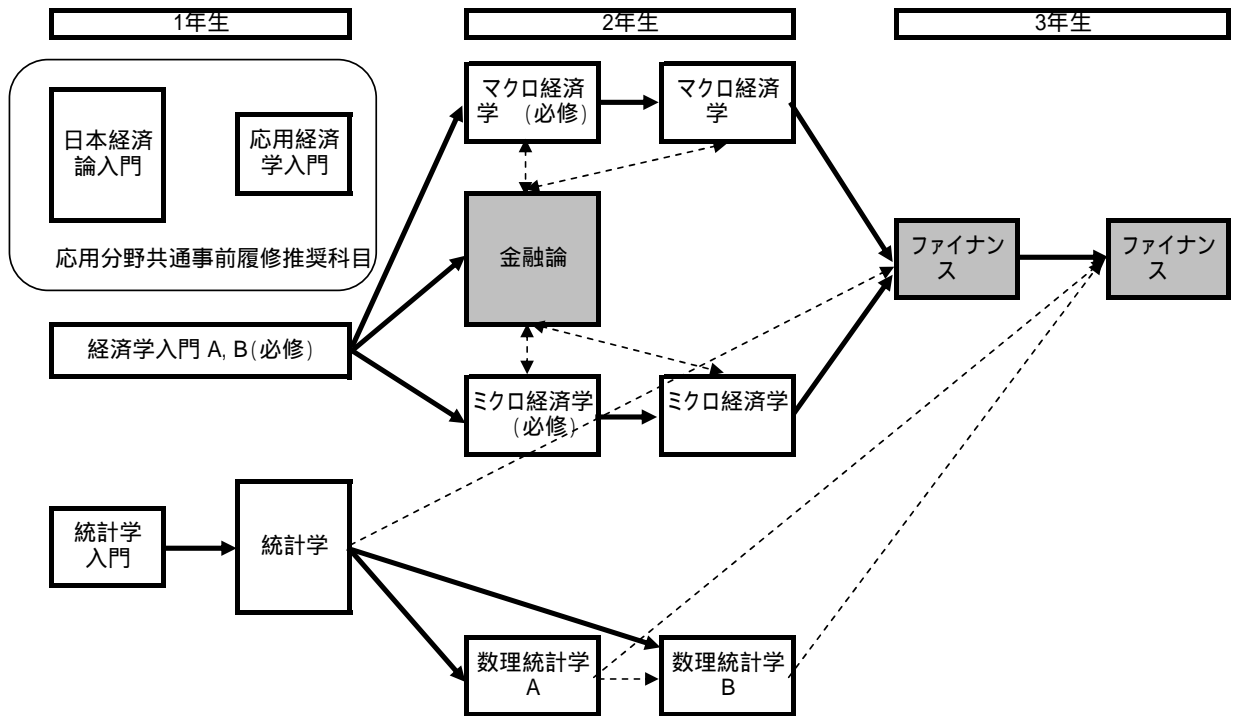 1年生
2年生
3年生
日本経済
論入門
応用経済
学入門
応用分野共通事前履修推奨科目
経済学入門 A, B(必修)
統計学
入門
統計学
マクロ経済
学 (必修)
マクロ経済
学
金融論
ミクロ経済学
(必修)
ミクロ経済学
数理統計学
A
数理統計学
B
ファイナン
ス
ファイナン
ス